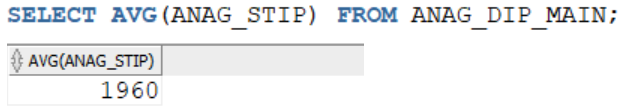 SELECT AVG(ANAG_STIP) FROM ANAG_DIP_MAIN;
AVG(ANAG_STIP)
1960